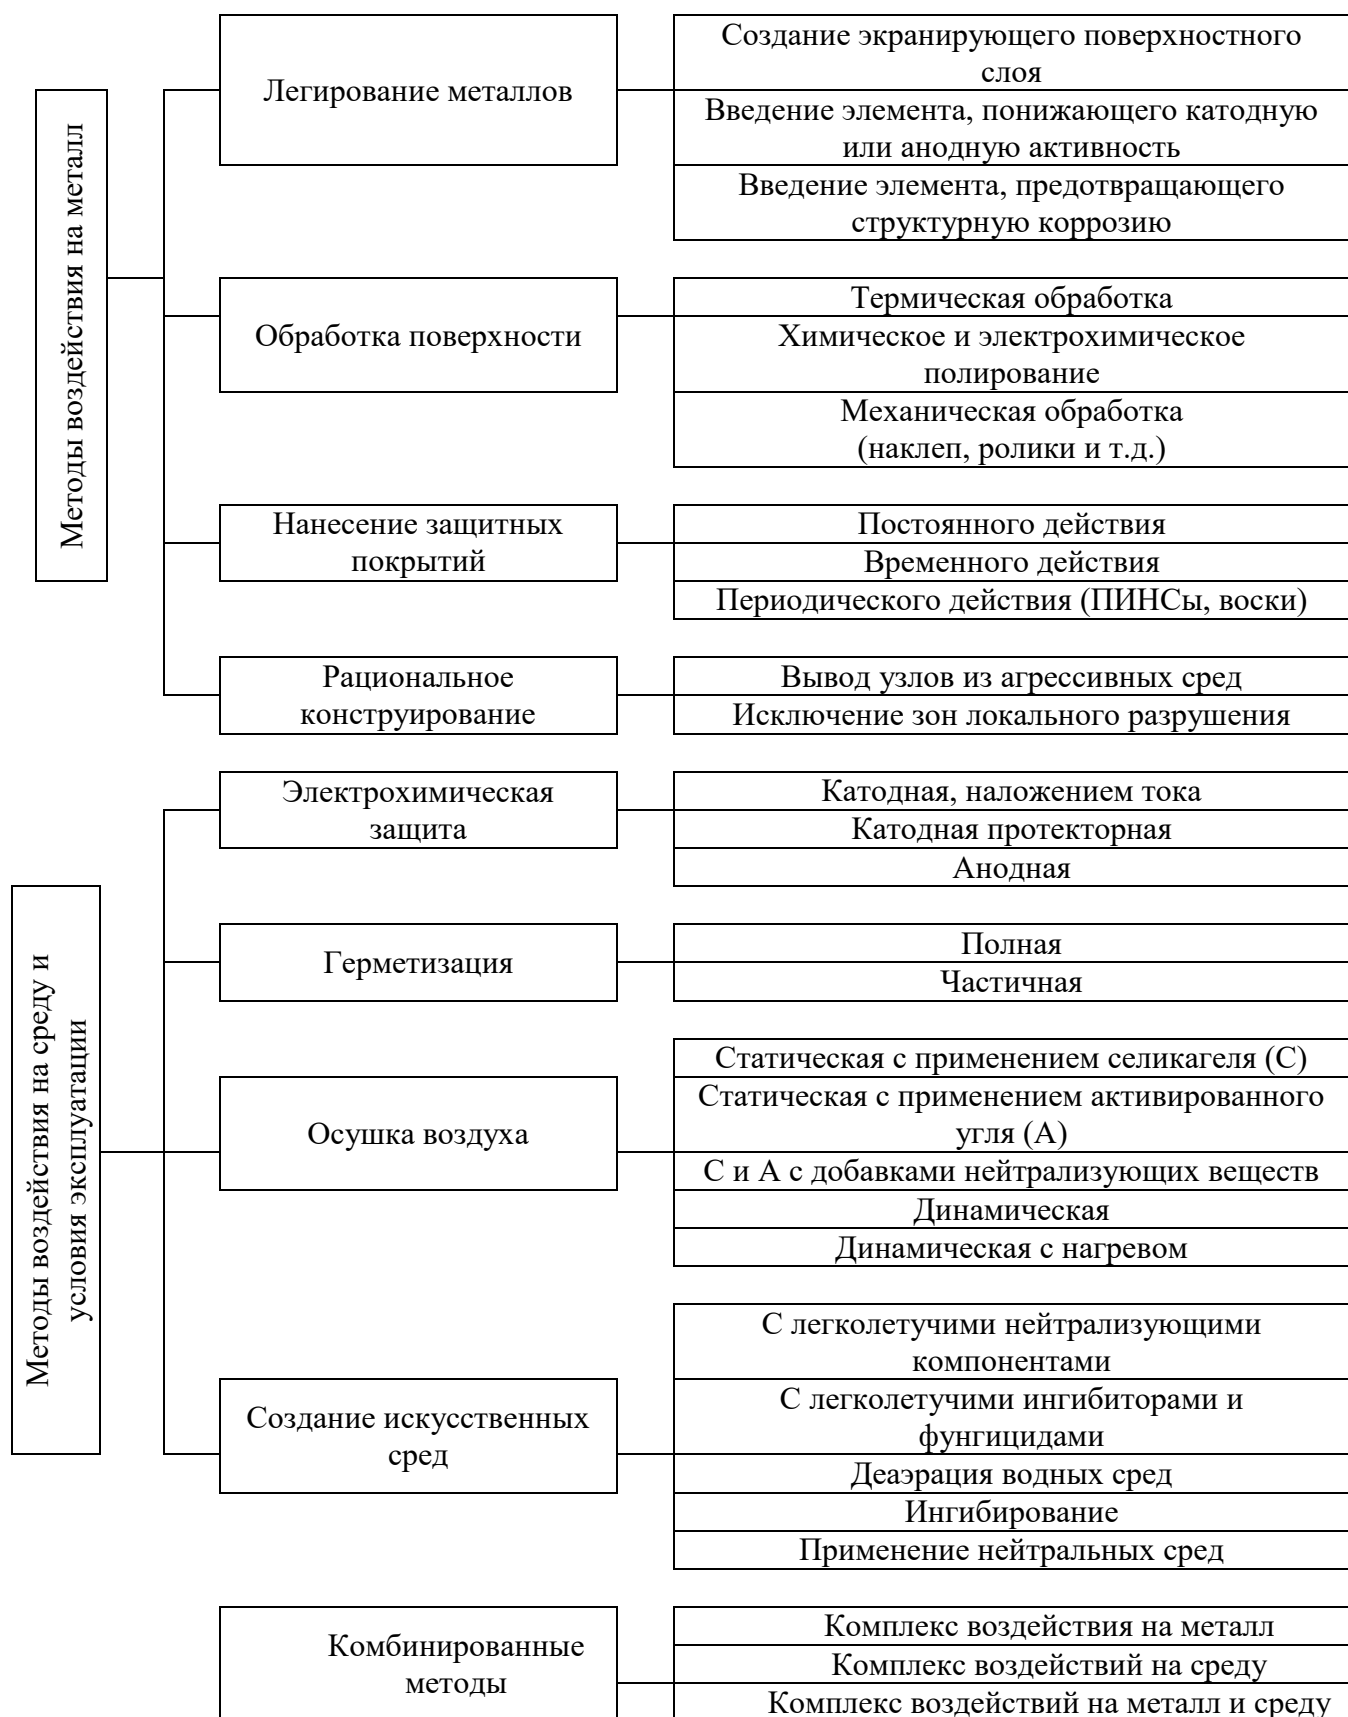 Методы воздействия на металл
Легирование металлов
Создание экранирующего поверхностного
слоя
Введение элемента, понижающего катодную
или анодную активность
Введение элемента, предотвращающего
структурную коррозию
Обработка поверхности
Термическая обработка
Химическое и электрохимическое
полирование
Механическая обработка
(наклеп, ролики и т.д.)
Нанесение защитных
покрытий
Постоянного действия
Временного действия
Периодического действия (ПИНСы, воски)
Рациональное
конструирование
Вывод узлов из агрессивных сред
Исключение зон локального разрушения
Методы воздействия на среду и
условия эксплуатации
Электрохимическая
защита
Катодная, наложением тока
Катодная протекторная
Анодная
Герметизация
Полная
Частичная
Осушка воздуха
Статическая с применением селикагеля (С)
Статическая с применением активированного
угля (А)
С и А с добавками нейтрализующих веществ
Динамическая
Динамическая с нагревом
Создание искусственных
сред
С легколетучими нейтрализующими
компонентами
С легколетучими ингибиторами и
фунгицидами
Деаэрация водных сред
Ингибирование
Применение нейтральных сред
Комбинированные
методы
Комплекс воздействия на металл
Комплекс воздействий на среду
Комплекс воздействий на металл и среду